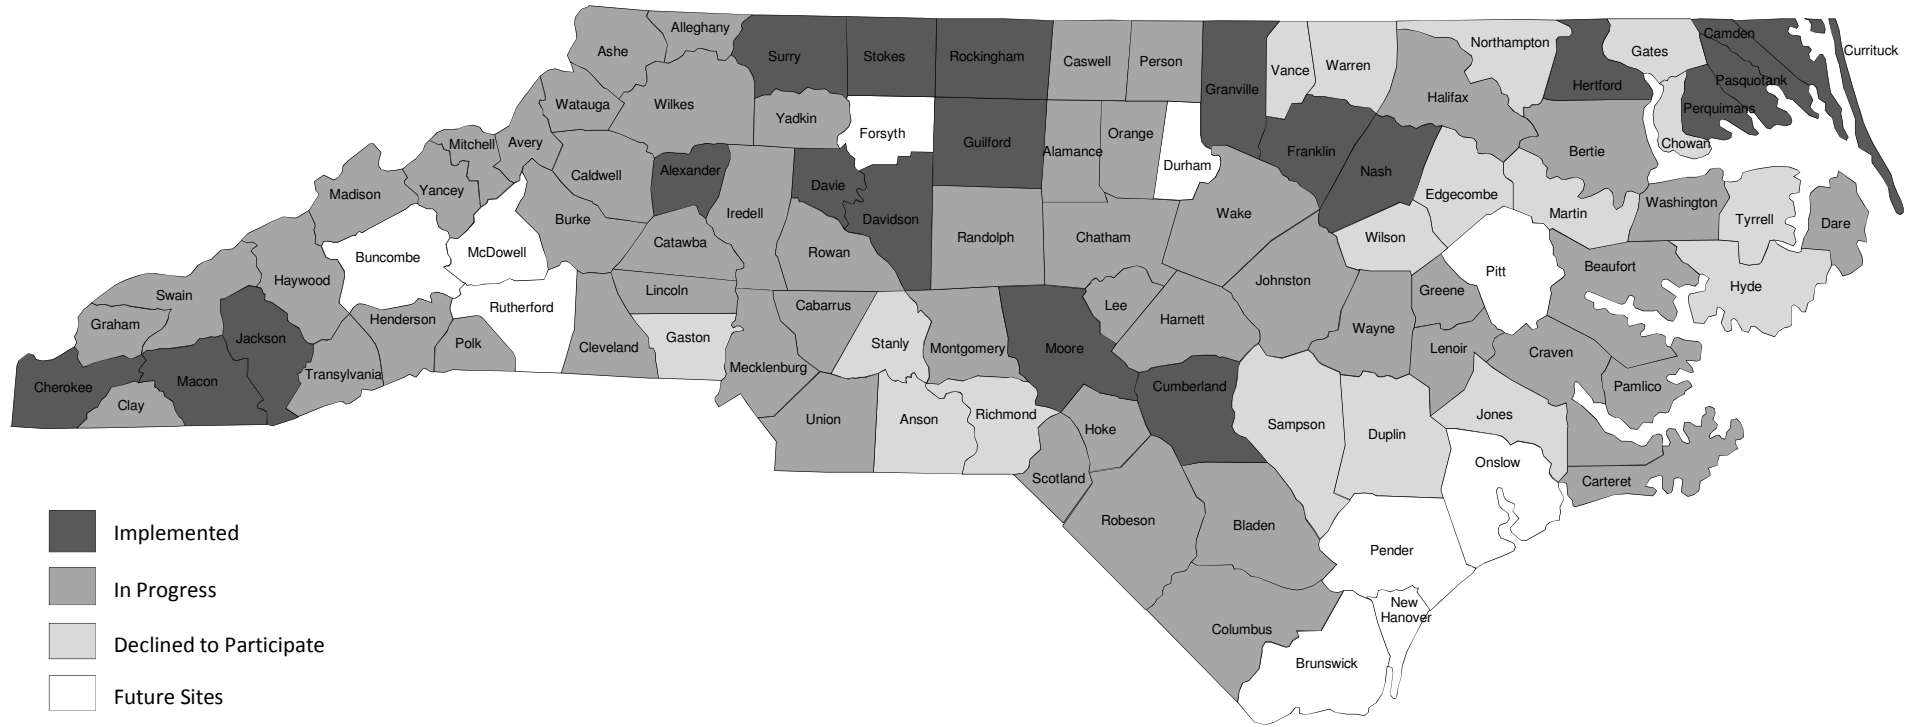 Alleghany
Ashe
Surry
Stokes
Rockingham
Caswell
Person
Granville
Vance
Warren
Northampton
Hertford
Gates
Camden
Currituck
Pasquotank
Perquimans
Chowan
Watauga
Wilkes
Yadkin
Forsyth
Guilford
Alamance
Orange
Durham
Franklin
Nash
Halifax
Bertie
Mitchell
Avery
Caldwell
Alexander
Davie
Davidson
Iredell
Madison
Yancey
Burke
Catawba
Rowan
Randolph
Chatham
Wake
Edgecombe
Martin
Washington
Tyrrell
Dare
Wilson
Buncombe
McDowell
Haywood
Swain
Rutherford
Lincoln
Cabarrus
Lee
Johnston
Greene
Pitt
Beaufort
Hyde
Graham
Jackson
Henderson
Polk
Cleveland
Gaston
Stanly
Montgomery
Moore
Harnett
Wayne
Lenoir
Craven
Pamlico
Cherokee
Macon
Clay
Transylvania
Mecklenburg
Union
Anson
Richmond
Hoke
Cumberland
Sampson
Duplin
Jones
Onslow
Carteret
Scotland
Robeson
Bladen
Pender
Columbus
New
Hanover
Brunswick
Implemented
In Progress
Declined to Participate
Future Sites